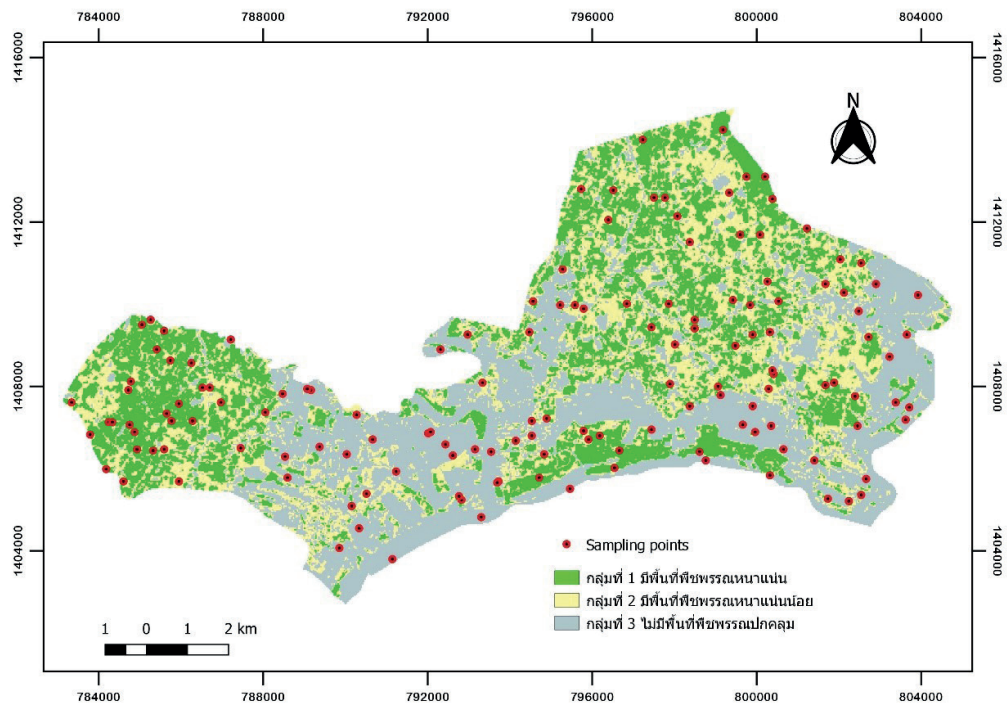 784000 788000 792000 796000 800000 804000
1416000 1416000
N
1412000 1412000
1408000 1408000
1404000 1404000
Sampling points
กลุ่มที่ 1 มีพื้นที่พืชพรรณหนาแน่น
กลุ่มที่ 2 มีพื้นที่พืชพรรณหนาแน่นน้อย
กลุ่มที่ 3 ไม่มีพื้นที่พืชพรรณปกคลุม
1 0 1 2 km
784000 788000 792000 796000 800000 804000